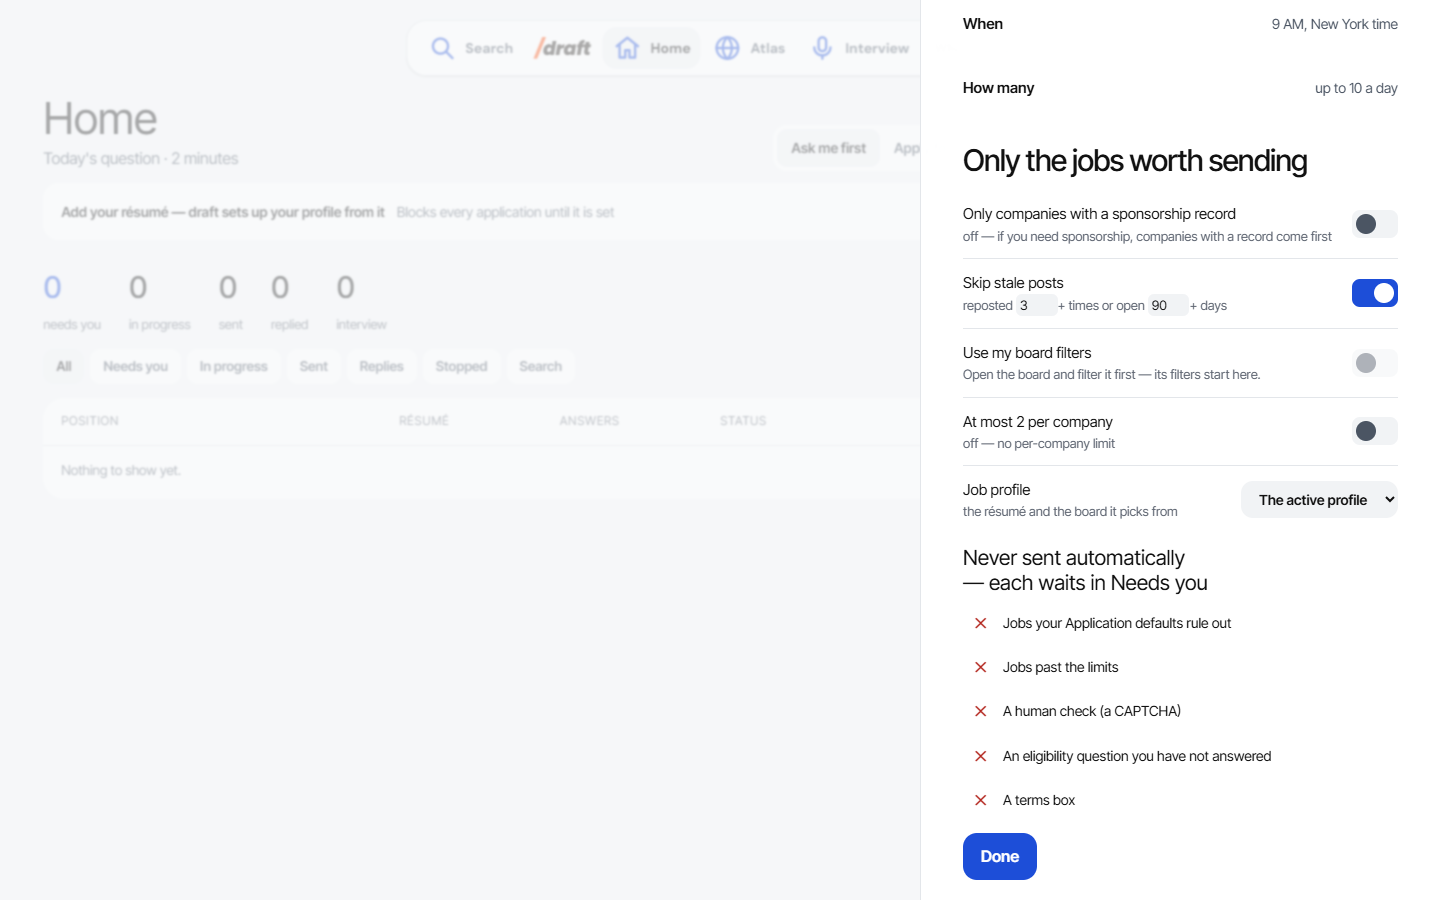 Search
/draft
Home
Atlas
Interview
Home
Today's question · 2 minutes
Ask me first
App
Add your résumé — draft sets up your profile from it Blocks every application until it is set
0 0 0 0 0
needs you in progress sent replied interview
All Needs you In progress Sent Replies Stopped Search
POSITION RÉSUMÉ ANSWERS STATUS
Nothing to show yet.
When 9 AM, New York time
How many up to 10 a day
Only the jobs worth sending
Only companies with a sponsorship record
off — if you need sponsorship, companies with a record come first
Skip stale posts
reposted 3 + times or open 90 + days
Use my board filters
Open the board and filter it first — its filters start here.
At most 2 per company
off — no per-company limit
Job profile
the résumé and the board it picks from
The active profile
Never sent automatically
— each waits in Needs you
Jobs your Application defaults rule out
Jobs past the limits
A human check (a CAPTCHA)
An eligibility question you have not answered
A terms box
Done